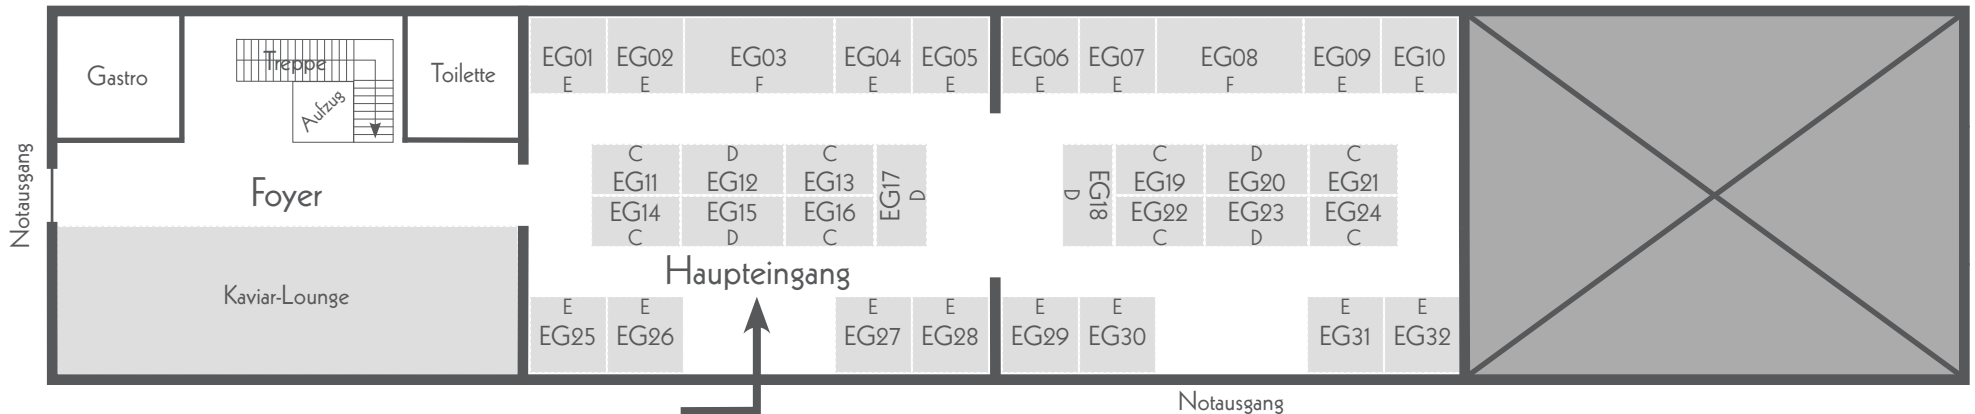 Gastro
Treppe
Aufzug
Toilette
EG01
E
EG02
E
EG03
F
EG04
E
EG05
E
EG06
E
EG07
E
EG08
F
EG09
E
EG10
E
Notausgang
Foyer
C
EG11
D
EG12
C
EG13
EG17
D
EG14
C
EG15
D
EG16
C
EG18
D
C
EG19
D
EG20
C
EG21
EG22
C
EG23
D
EG24
C
Haupteingang
Kaviar-Lounge
E
EG25
E
EG26
E
EG27
E
EG28
E
EG29
E
EG30
E
EG31
E
EG32
Notausgang